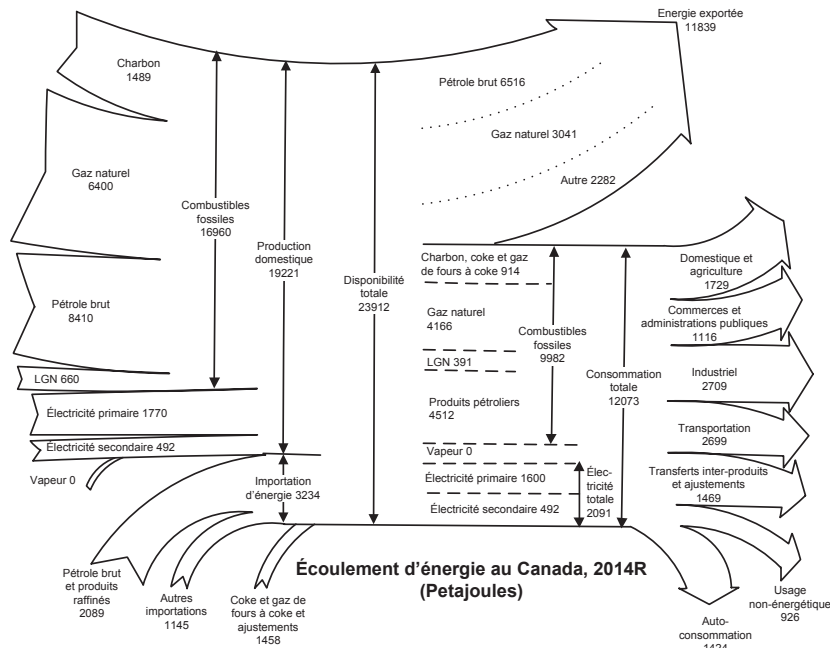 Energie exportée
11839
Charbon
1489
Pétrole brut 6516
Gaz naturel 3041
Gaz naturel
6400
Autre 2282
Combustibles
fossiles
16960
Production
domestique
19221
Disponibilité
totale
23912
Charbon, coke et gaz
de fours à coke 914
Domestique et
agriculture
1729
Pétrole brut
8410
Gaz naturel
4166
Combustibles
fossiles
9982
Commerces et
administrations publiques
1116
LGN 391
Consommation
totale
12073
LGN 660
Industriel
2709
Électricité primaire 1770
Produits pétroliers
4512
Transportation
2699
Électricité secondaire 492
Vapeur 0
Vapeur 0
Importation
d'énergie 3234
Électricité primaire 1600
Élec-
tricité
totale
2091
Transferts inter-produits
et ajustements
1469
Électricité secondaire 492
Écoulement d'énergie au Canada, 2014R
(Petajoules)
Pétrole brut
et produits
raffinés
2089
Autres
importations
1145
Coke et gaz de
fours à coke et
ajustements
1458
Usage
non-énergétique
926
Auto-
consommation
1424